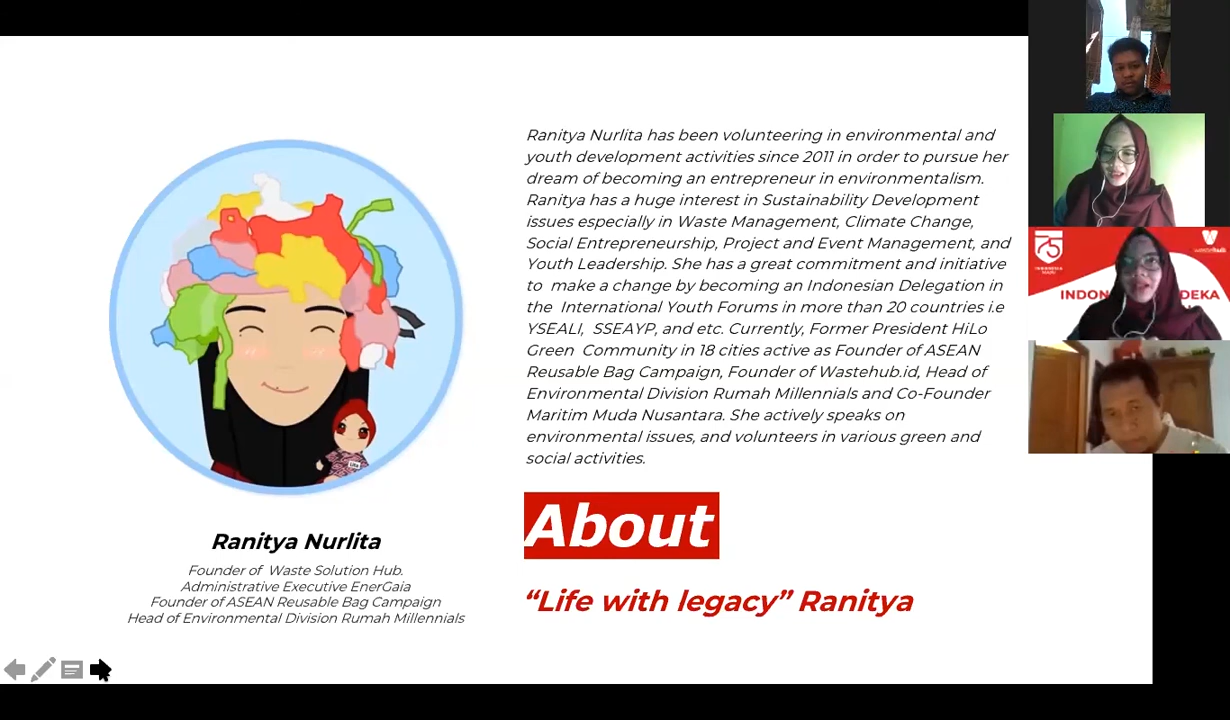 Ranitya Nurlita has been volunteering in environmental and
youth development activities since 2011 in order to pursue her
dream of becoming an entrepreneur in environmentalism.
Ranitya has a huge interest in Sustainability Development
issues especially in Waste Management, Climate Change,
Social Entrepreneurship, Project and Event Management, and
Youth Leadership. She has a great commitment and initiative
to make a change by becoming an Indonesian Delegation in
the International Youth Forums in more than 20 countries i.e
YSEALI, SSEAYP, and etc. Currently, Former President HiLo
Green Community in 18 cities active as Founder of ASEAN
Reusable Bag Campaign, Founder of Wastehub.id, Head of
Environmental Division Rumah Millennials and Co-Founder
Maritim Muda Nusantara. She actively speaks on
environmental issues, and volunteers in various green and
social activities.
About
“Life with legacy” Ranitya
Ranitya Nurlita
Founder of Waste Solution Hub.
Administrative Executive EnerGaia
Founder of ASEAN Reusable Bag Campaign
Head of Environmental Division Rumah Millennials
75
INDONESIA
MAJU
INDON
DEKA